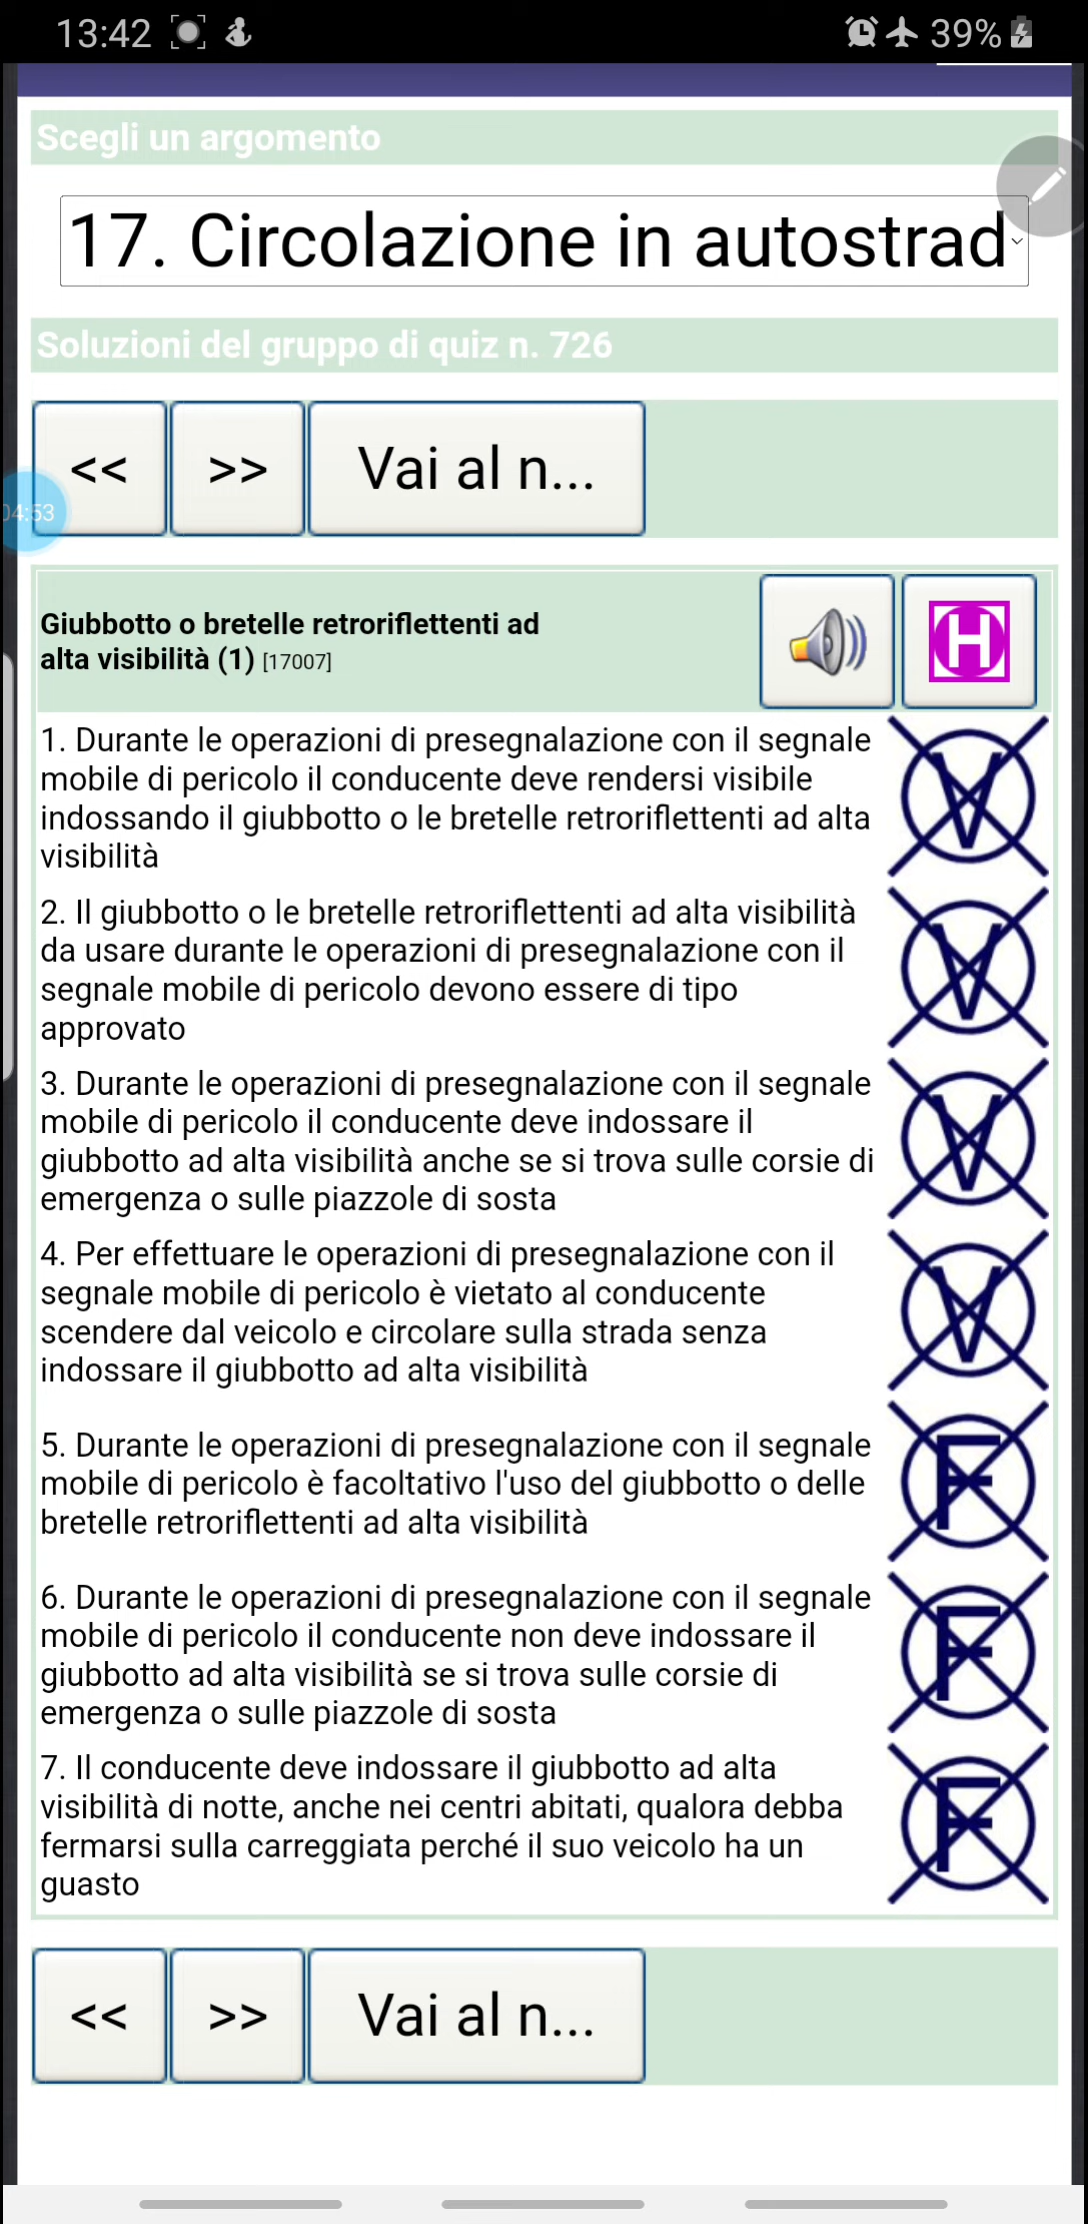 13:42
39%
Scegli un argomento
17. Circolazione in autostrad
Soluzioni del gruppo di quiz n. 726
<< >> Vai al n...
04:53
Giubbotto o bretelle retroriflettenti ad
alta visibilità (1) [17007]
H
1. Durante le operazioni di presegnalazione con il segnale
mobile di pericolo il conducente deve rendersi visibile
indossando il giubbotto o le bretelle retroriflettenti ad alta
visibilità
V
2. Il giubbotto o le bretelle retroriflettenti ad alta visibilità
da usare durante le operazioni di presegnalazione con il
segnale mobile di pericolo devono essere di tipo
approvato
V
3. Durante le operazioni di presegnalazione con il segnale
mobile di pericolo il conducente deve indossare il
giubbotto ad alta visibilità anche se si trova sulle corsie di
emergenza o sulle piazzole di sosta
V
4. Per effettuare le operazioni di presegnalazione con il
segnale mobile di pericolo è vietato al conducente
scendere dal veicolo e circolare sulla strada senza
indossare il giubbotto ad alta visibilità
V
5. Durante le operazioni di presegnalazione con il segnale
mobile di pericolo è facoltativo l'uso del giubbotto o delle
bretelle retroriflettenti ad alta visibilità
F
6. Durante le operazioni di presegnalazione con il segnale
mobile di pericolo il conducente non deve indossare il
giubbotto ad alta visibilità se si trova sulle corsie di
emergenza o sulle piazzole di sosta
F
7. Il conducente deve indossare il giubbotto ad alta
visibilità di notte, anche nei centri abitati, qualora debba
fermarsi sulla carreggiata perché il suo veicolo ha un
guasto
F
<< >> Vai al n...